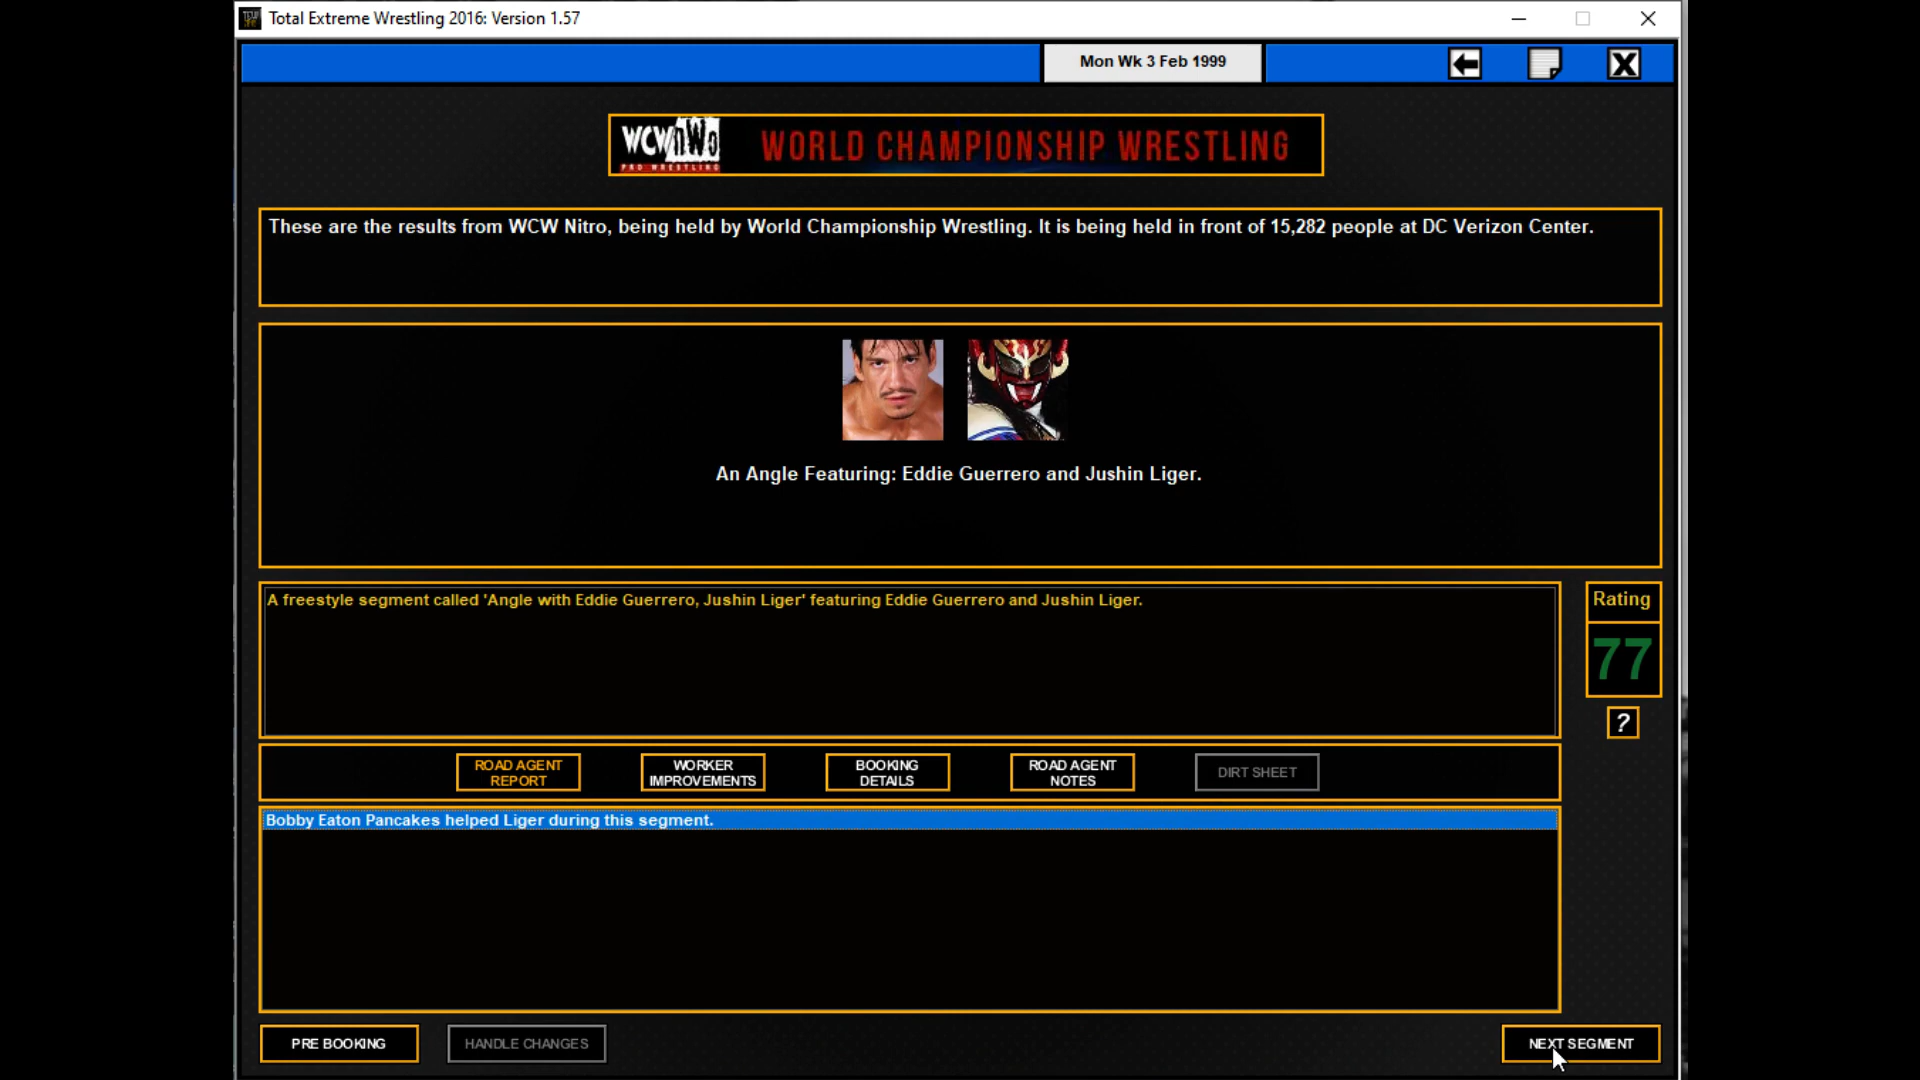 Total Extreme Wrestling 2016: Version 1.57
Mon Wk 3 Feb 1999
WCW nWo
PRO WRESTLING
WORLD CHAMPIONSHIP WRESTLING
These are the results from WCW Nitro, being held by World Championship Wrestling. It is being held in front of 15,282 people at DC Verizon Center.
An Angle Featuring: Eddie Guerrero and Jushin Liger.
A freestyle segment called 'Angle with Eddie Guerrero, Jushin Liger' featuring Eddie Guerrero and Jushin Liger.
Rating
77
?
ROAD AGENT
REPORT
WORKER
IMPROVEMENTS
BOOKING
DETAILS
ROAD AGENT
NOTES
DIRT SHEET
Bobby Eaton Pancakes helped Liger during this segment.
PRE BOOKING
HANDLE CHANGES
NEXT SEGMENT